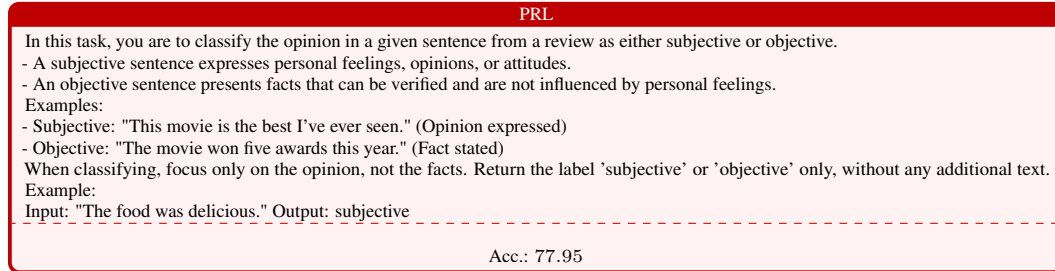 PRL
In this task, you are to classify the opinion in a given sentence from a review as either subjective or objective.
- A subjective sentence expresses personal feelings, opinions, or attitudes.
- An objective sentence presents facts that can be verified and are not influenced by personal feelings.
Examples:
- Subjective: "This movie is the best I've ever seen." (Opinion expressed)
- Objective: "The movie won five awards this year." (Fact stated)
When classifying, focus only on the opinion, not the facts. Return the label 'subjective' or 'objective' only, without any additional text.
Example:
Input: "The food was delicious." Output: subjective
Acc.: 77.95